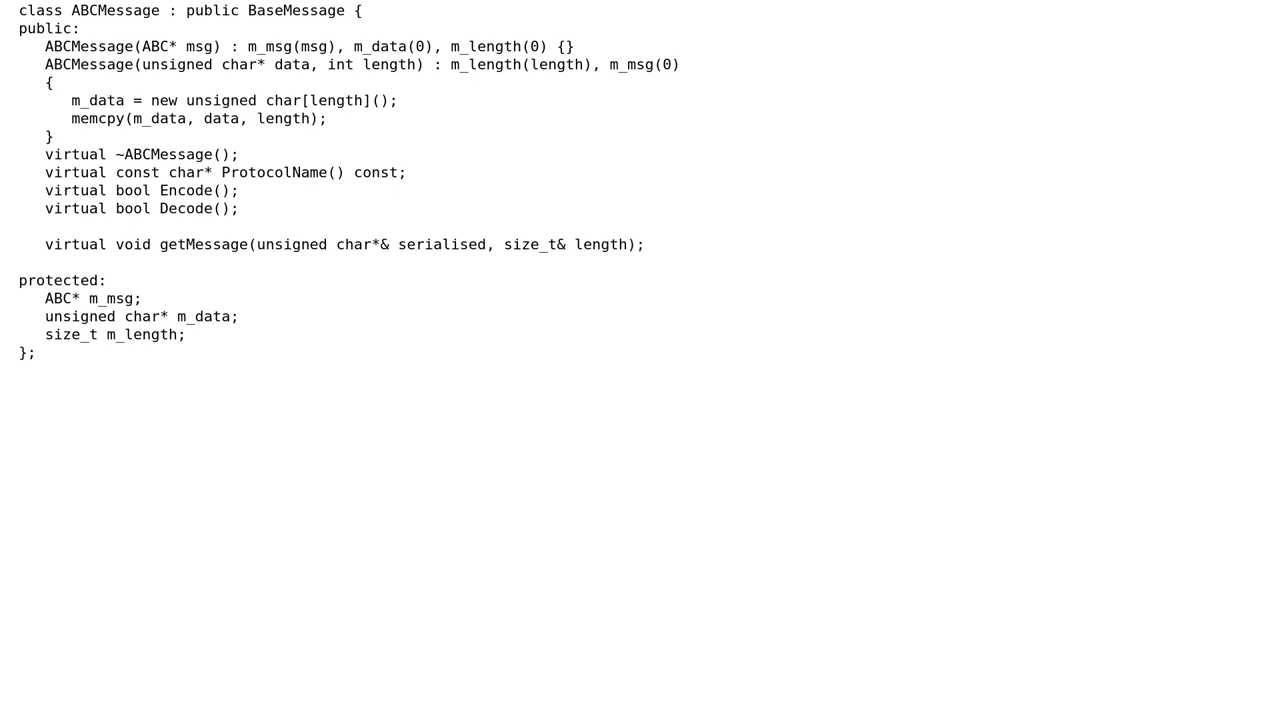 class ABCMessage : public BaseMessage {
public:
   ABCMessage(ABC* msg) : m_msg(msg), m_data(0), m_length(0) {}
   ABCMessage(unsigned char* data, int length) : m_length(length), m_msg(0)
   {
      m_data = new unsigned char[length]();
      memcpy(m_data, data, length);
   }
   virtual ~ABCMessage();
   virtual const char* ProtocolName() const;
   virtual bool Encode();
   virtual bool Decode();

   virtual void getMessage(unsigned char*& serialised, size_t& length);

protected:
   ABC* m_msg;
   unsigned char* m_data;
   size_t m_length;
};